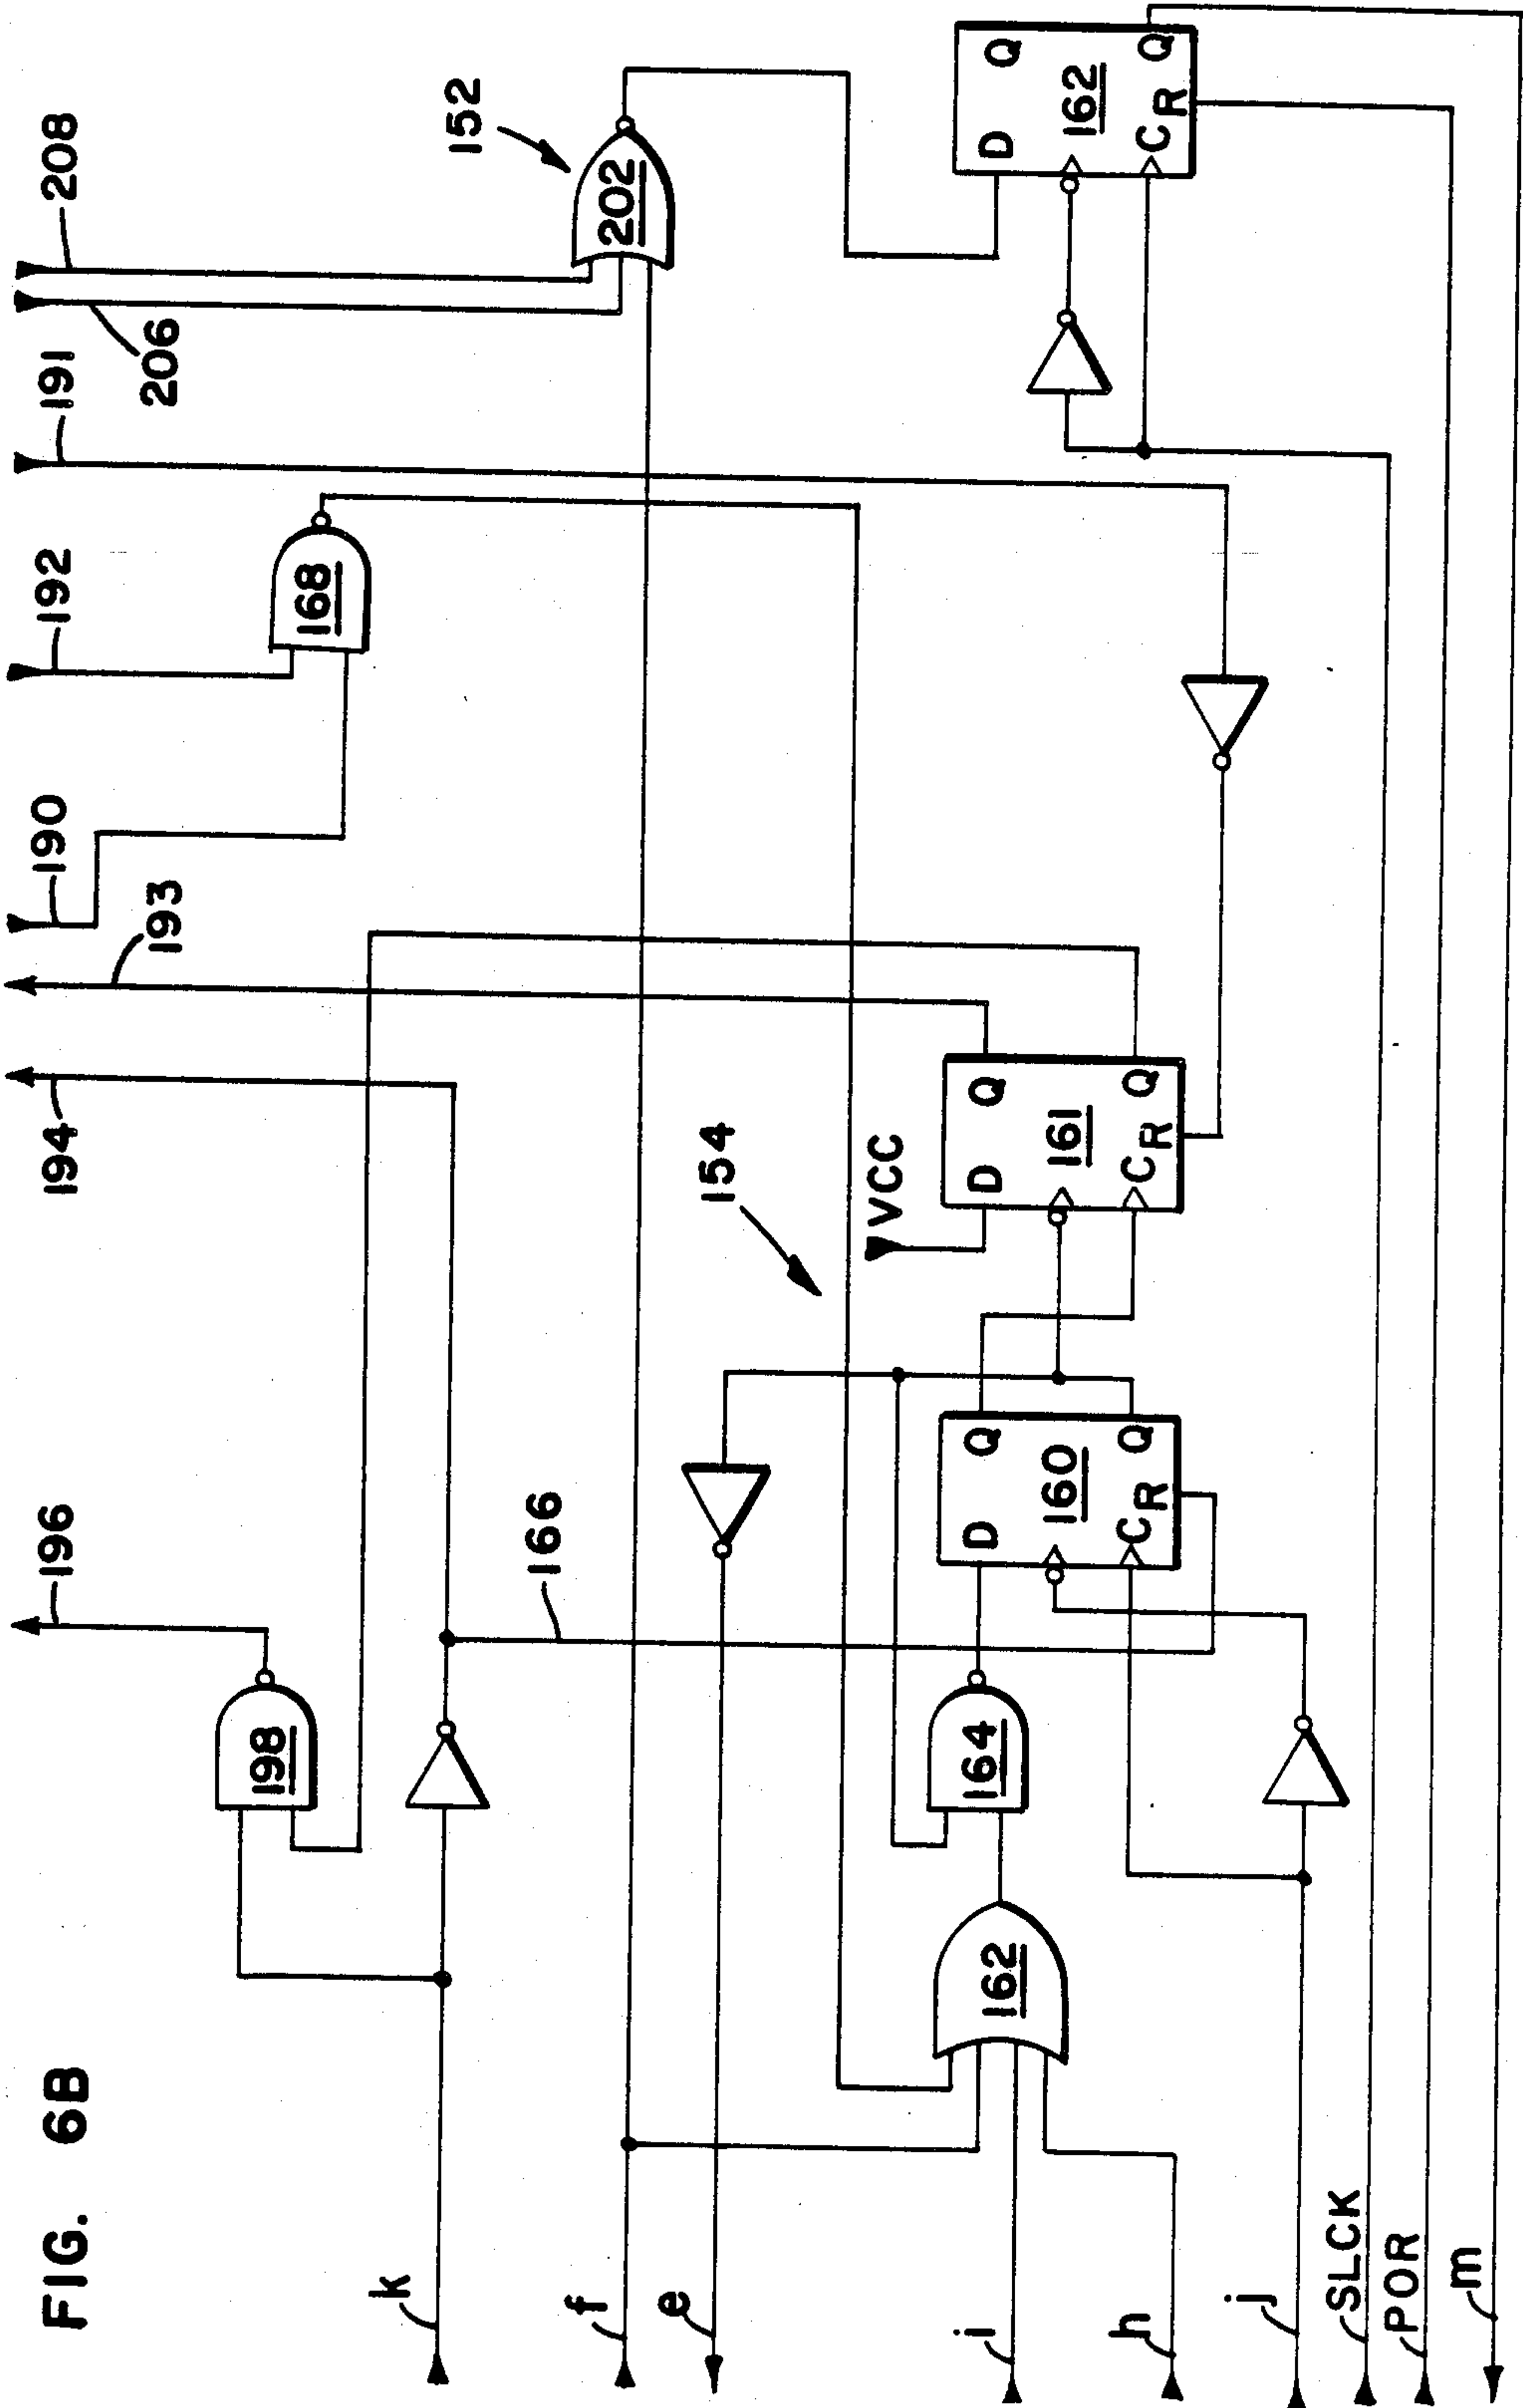 FIG. 6B
196
194
193
190
192
191
206
208
152
202
168
198
166
154
VCC
k
f
e
i
h
j
SLCK
POR
m
162
164
D Q
160
C R Q
D Q
161
C R Q
D Q
162
C R Q